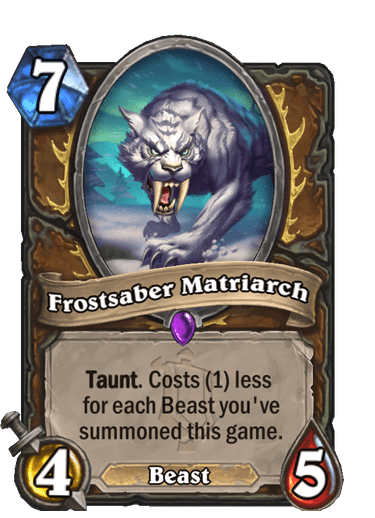 7
Frostsaber Matriarch
Taunt. Costs (1) less
for each Beast you've
summoned this game.
4
Beast
5